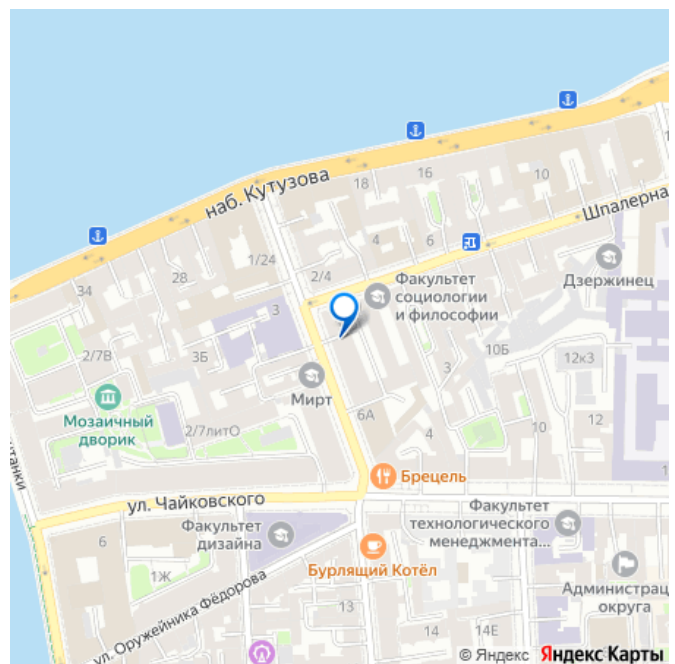 наб. Кутузова
16
10
18
Шпалерна
4
6
1/24
28
2/4
34
Дзержинец
Факультет
социологии
и философии
3
3Б
2/7В
10Б
12к3
Мирт
Мозаичный
дворик
2/7литО
6А
4
10
12
Брецель
ул. Чайковского
Факультет
дизайна
Факультет
технологического
менеджмента...
6
1Ж
Бурлящий Котёл
Администрац
округа
ул. Оружейника Фёдорова
13
14
14Е
© Яндекс Яндекс Карты